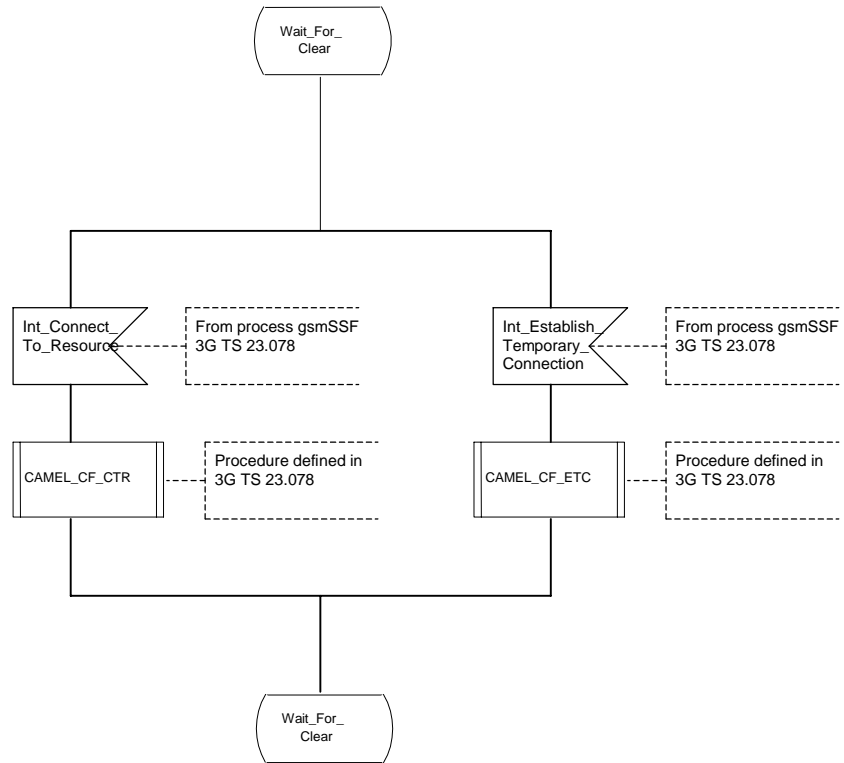 Wait_For_
Clear
Int_Connect_
To_Resource
From process gsmSSF
3G TS 23.078
Int_Establish_
Temporary_
Connection
From process gsmSSF
3G TS 23.078
CAMEL_CF_CTR
Procedure defined in
3G TS 23.078
CAMEL_CF_ETC
Procedure defined in
3G TS 23.078
Wait_For_
Clear